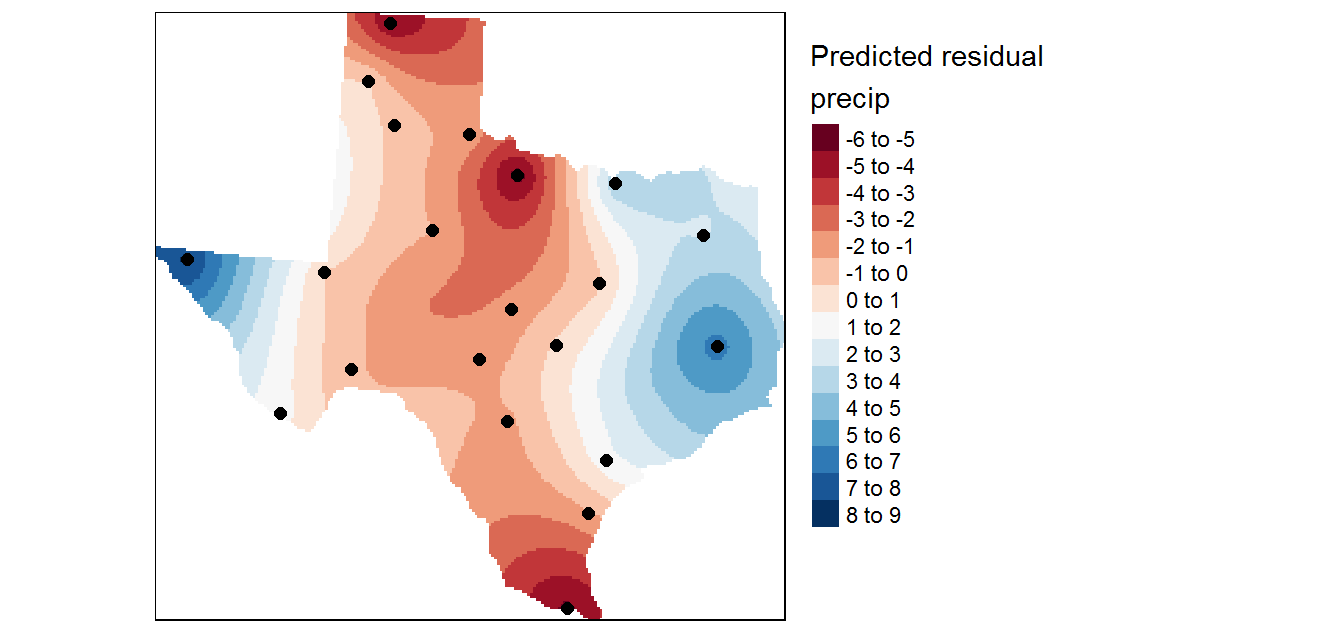 Predicted residual
precip
-6 to -5
-5 to -4
-4 to -3
-3 to -2
-2 to -1
-1 to 0
0 to 1
1 to 2
2 to 3
3 to 4
4 to 5
5 to 6
6 to 7
7 to 8
8 to 9